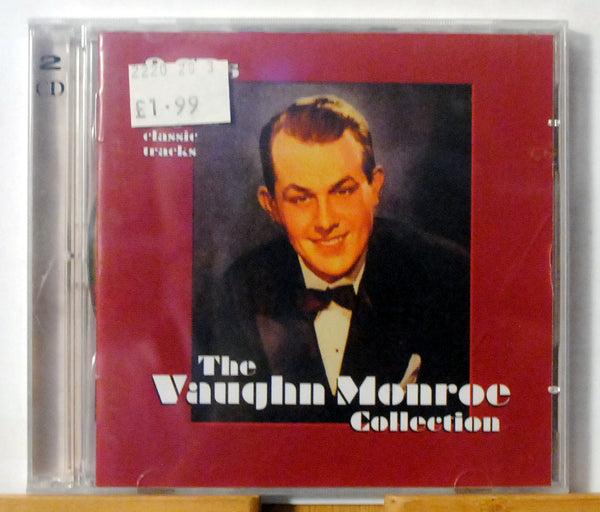 2
CD
2220 20 3
£1.99
classic
tracks
The
Vaughn Monroe
Collection